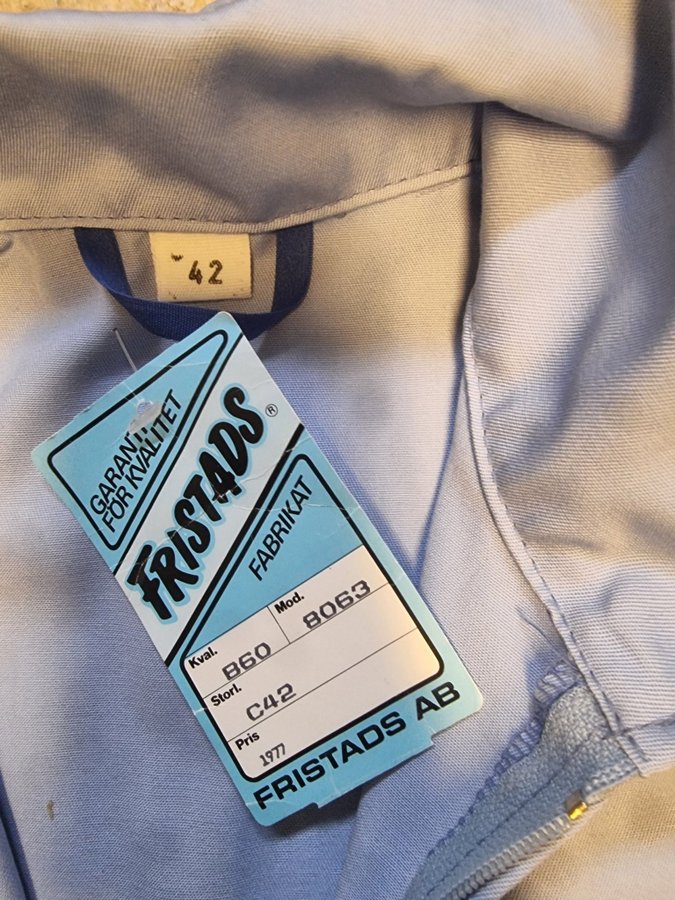 42
GARANTI
FÖR KVALITET
FRISTADS ®
FABRIKAT
Kval. Mod.
860 8063
Storl.
C42
Pris
1977
FRISTADS AB